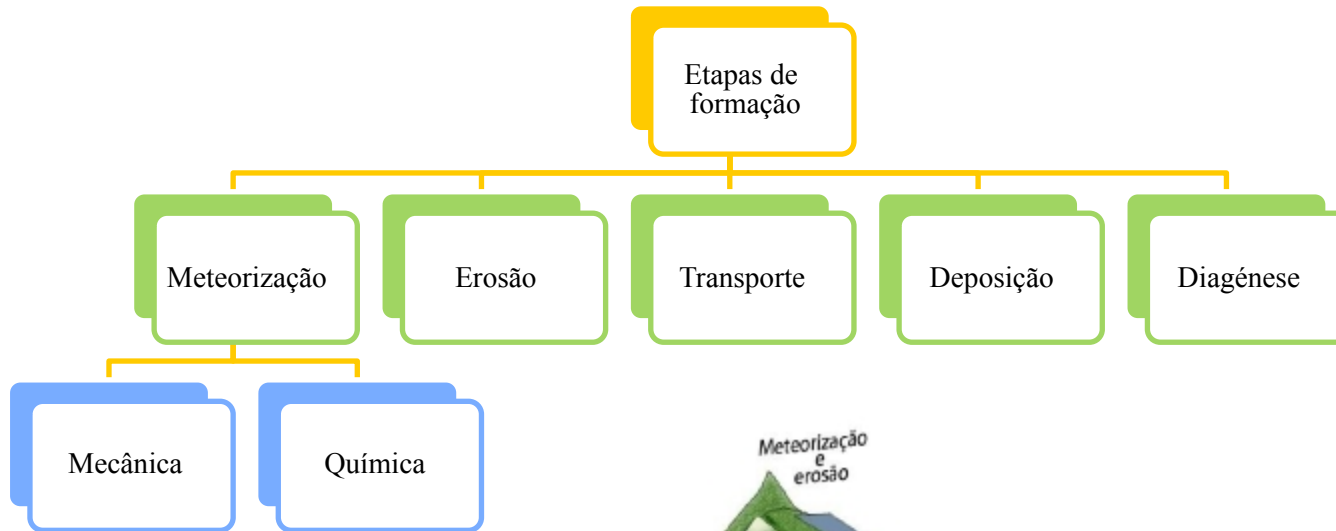 Etapas de
formação
Meteorização
Erosão
Transporte
Deposição
Diagénese
Mecânica
Química
Meteorização
e
erosão